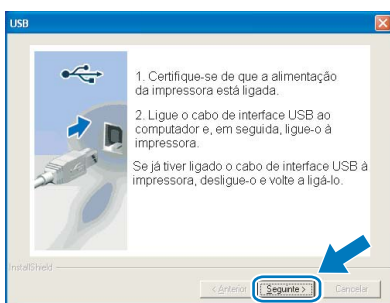 USB
1. Certifique-se de que a alimentação
da impressora está ligada.
2. Ligue o cabo de interface USB ao
computador e, em seguida, ligue-o à
impressora.
Se já tiver ligado o cabo de interface USB à
impressora, desligue-o e volte a ligá-lo.
InstallShield
< Anterior
Seguinte >
Cancelar